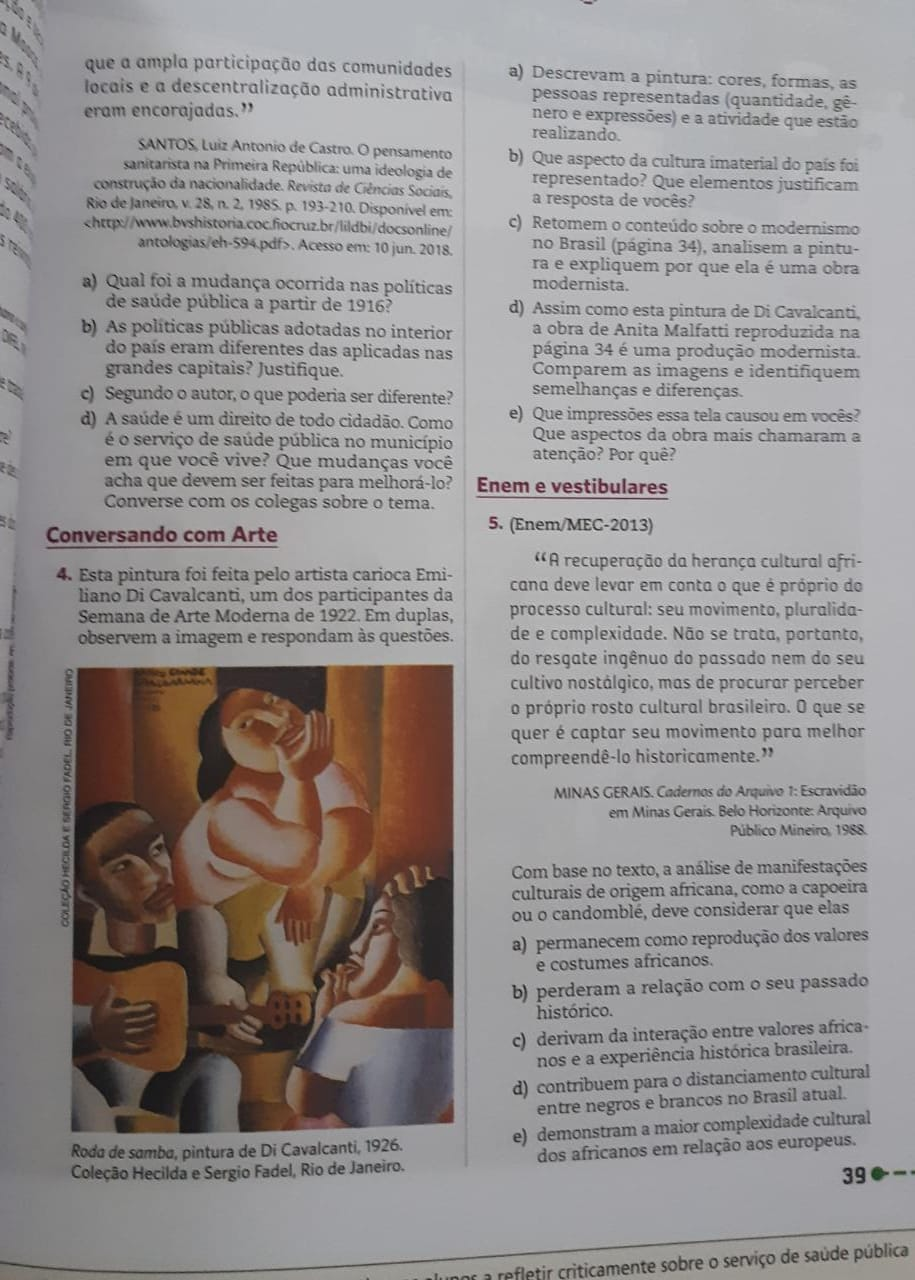 que a ampla participação das comunidades
locais e a descentralização administrativa
eram encorajadas.”
SANTOS, Luiz Antonio de Castro. O pensamento
sanitarista na Primeira República: uma ideologia de
construção da nacionalidade. Revista de Ciências Sociais,
Rio de Janeiro, v. 28, n. 2, 1985. p. 193-210. Disponível em:
<http://www.bvshistoria.coc.fiocruz.br/lildbi/docsonline/
antologias/eh-594.pdf>. Acesso em: 10 jun. 2018.
a) Qual foi a mudança ocorrida nas políticas
de saúde pública a partir de 1916?
b) As políticas públicas adotadas no interior
do país eram diferentes das aplicadas nas
grandes capitais? Justifique.
c) Segundo o autor, o que poderia ser diferente?
d) A saúde é um direito de todo cidadão. Como
é o serviço de saúde pública no município
em que você vive? Que mudanças você
acha que devem ser feitas para melhorá-lo?
Converse com os colegas sobre o tema.
Conversando com Arte
4. Esta pintura foi feita pelo artista carioca Emi-
liano Di Cavalcanti, um dos participantes da
Semana de Arte Moderna de 1922. Em duplas,
observem a imagem e respondam às questões.
COLEÇÃO HECILDA E SERGIO FADEL, RIO DE JANEIRO
Roda de samba, pintura de Di Cavalcanti, 1926.
Coleção Hecilda e Sergio Fadel, Rio de Janeiro.
a) Descrevam a pintura: cores, formas, as
pessoas representadas (quantidade, gê-
nero e expressões) e a atividade que estão
realizando.
b) Que aspecto da cultura imaterial do país foi
representado? Que elementos justificam
a resposta de vocês?
c) Retomem o conteúdo sobre o modernismo
no Brasil (página 34), analisem a pintu-
ra e expliquem por que ela é uma obra
modernista.
d) Assim como esta pintura de Di Cavalcanti,
a obra de Anita Malfatti reproduzida na
página 34 é uma produção modernista.
Comparem as imagens e identifiquem
semelhanças e diferenças.
e) Que impressões essa tela causou em vocês?
Que aspectos da obra mais chamaram a
atenção? Por quê?
Enem e vestibulares
5. (Enem/MEC-2013)
“A recuperação da herança cultural afri-
cana deve levar em conta o que é próprio do
processo cultural: seu movimento, pluralida-
de e complexidade. Não se trata, portanto,
do resgate ingênuo do passado nem do seu
cultivo nostálgico, mas de procurar perceber
o próprio rosto cultural brasileiro. O que se
quer é captar seu movimento para melhor
compreendê-lo historicamente.”
MINAS GERAIS. Cadernos do Arquivo 1: Escravidão
em Minas Gerais. Belo Horizonte: Arquivo
Público Mineiro, 1988.
Com base no texto, a análise de manifestações
culturais de origem africana, como a capoeira
ou o candomblé, deve considerar que elas
a) permanecem como reprodução dos valores
e costumes africanos.
b) perderam a relação com o seu passado
histórico.
c) derivam da interação entre valores africa-
nos e a experiência histórica brasileira.
d) contribuem para o distanciamento cultural
entre negros e brancos no Brasil atual.
e) demonstram a maior complexidade cultural
dos africanos em relação aos europeus.
39
a refletir criticamente sobre o serviço de saúde pública